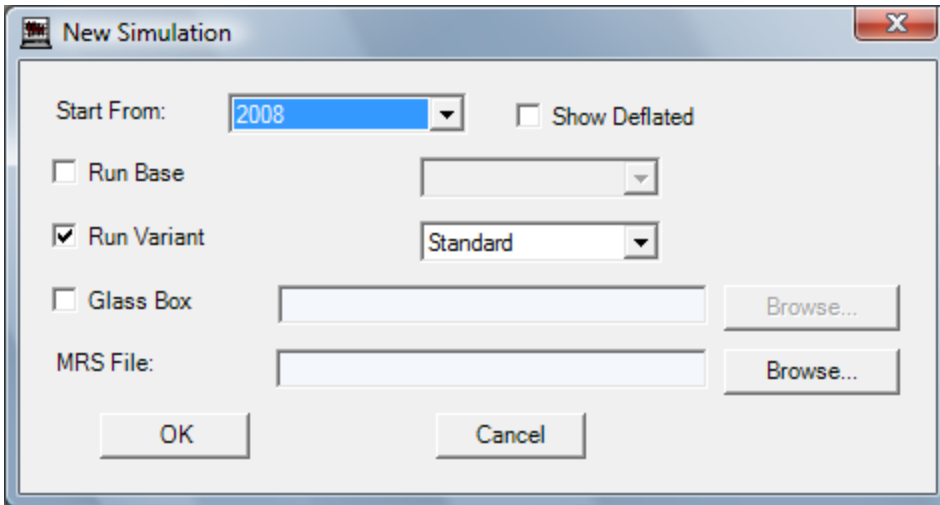 New Simulation
Start From: 2008 Show Deflated
Run Base
Run Variant Standard
Glass Box Browse...
MRS File: Browse...
OK Cancel